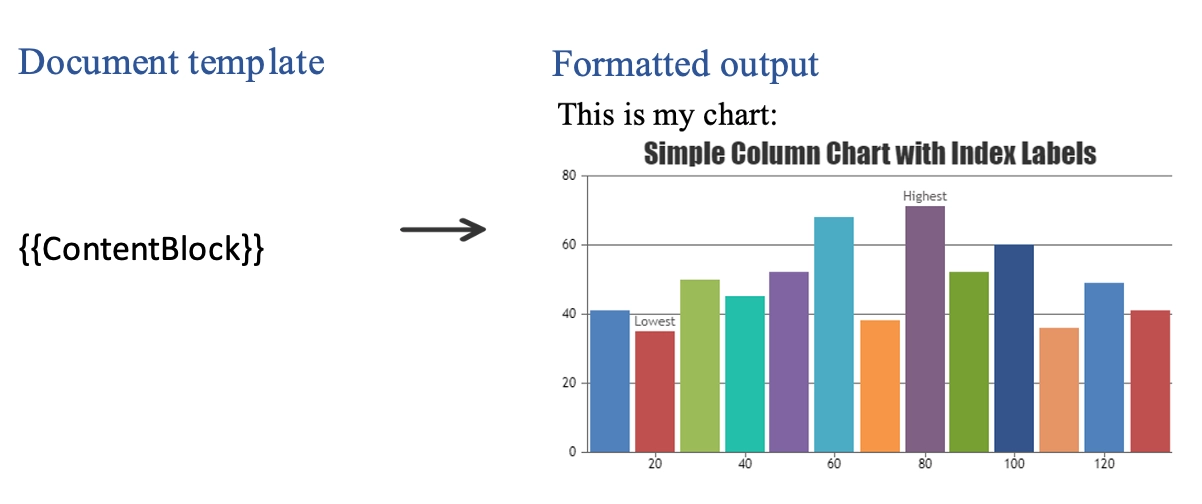 Document template
{{ContentBlock}}
Formatted output
This is my chart:
Simple Column Chart with Index Labels
80
60
40
20
0
Highest
Lowest
20 40 60 80 100 120